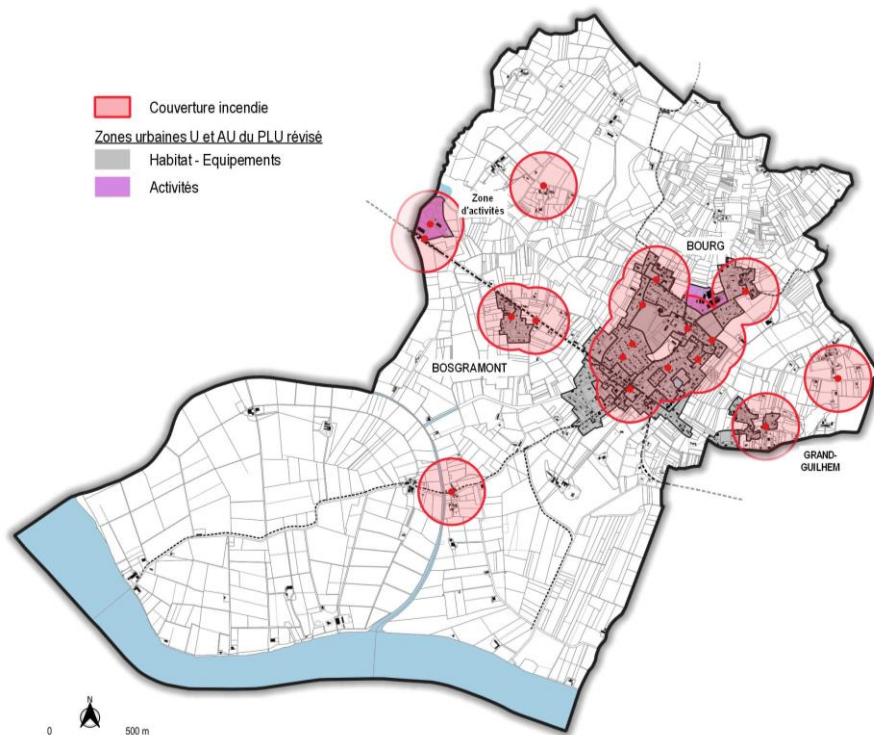 Couverture incendie
Zones urbaines U et AU du PLU révisé
Habitat - Equipements
Activités
Zone
d'activités
BOURG
BOSGRAMONT
GRAND-
GUILHEM
N
0 500 m